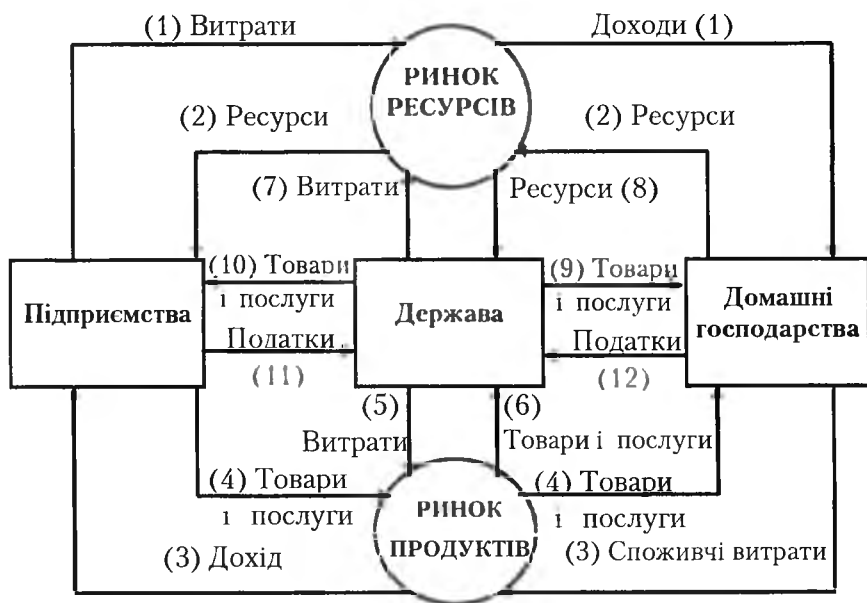 (1) Витрати
Доходи (1)
РИНОК
РЕСУРСІВ
(2) Ресурси
(2) Ресурси
(7) Витрати
Ресурси (8)
(10) Товари
і послуги
(9) Товари
і послуги
Підприємства
Держава
Домашні
господарства
Податки
(11)
Податки
(12)
(5)
Витрати
(6)
Товари і послуги
(4) Товари
і послуги
(4) Товари
і послуги
РИНОК
ПРОДУКТІВ
(3) Дохід
(3) Споживчі витрати